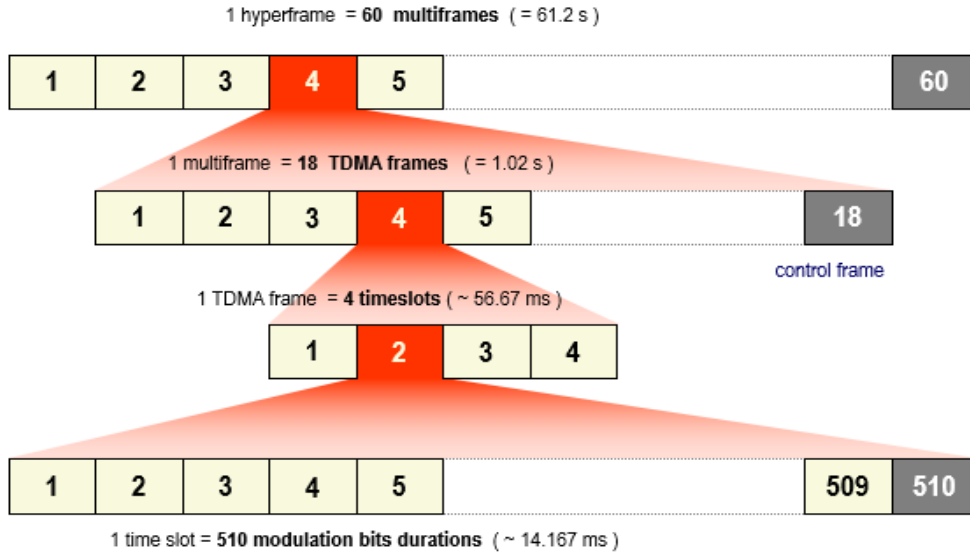 1 hyperframe = 60 multiframes ( = 61.2 s )
1 2 3 4 5 60
1 multiframe = 18 TDMA frames ( = 1.02 s )
1 2 3 4 5 18
control frame
1 TDMA frame = 4 timeslots ( ~ 56.67 ms )
1 2 3 4
1 2 3 4 5 509 510
1 time slot = 510 modulation bits durations ( ~ 14.167 ms )